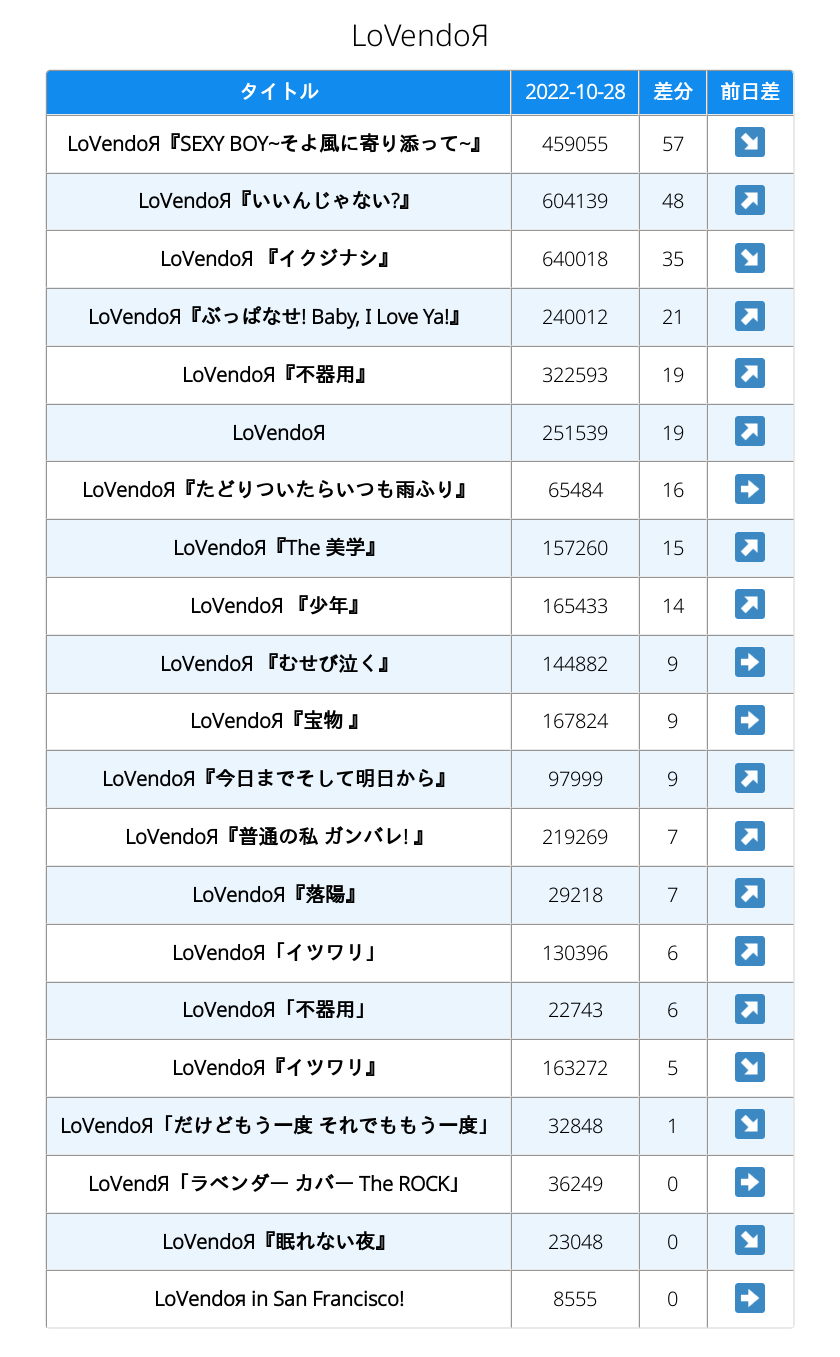 LoVendoЯ
タイトル 2022-10-28 差分 前日差
LoVendoЯ『SEXY BOY~そよ風に寄り添って~』 459055 57 ↘
LoVendoЯ『いいんじゃない?』 604139 48 ↗
LoVendoЯ 『イクジナシ』 640018 35 ↘
LoVendoЯ『ぶっぱなせ! Baby, I Love Ya!』 240012 21 ↗
LoVendoЯ『不器用』 322593 19 ↗
LoVendoЯ 251539 19 ↗
LoVendoЯ『たどりついたらいつも雨ふり』 65484 16 ➡
LoVendoЯ『The 美学』 157260 15 ↗
LoVendoЯ 『少年』 165433 14 ↗
LoVendoЯ 『むせび泣く』 144882 9 ➡
LoVendoЯ『宝物 』 167824 9 ➡
LoVendoЯ『今日までそして明日から』 97999 9 ↗
LoVendoЯ『普通の私 ガンバレ! 』 219269 7 ↗
LoVendoЯ『落陽』 29218 7 ↗
LoVendoЯ「イツワリ」 130396 6 ↗
LoVendoЯ「不器用」 22743 6 ↗
LoVendoЯ『イツワリ』 163272 5 ↘
LoVendoЯ「だけどもう一度 それでももう一度」 32848 1 ↘
LoVendЯ「ラベンダー カバー The ROCK」 36249 0 ➡
LoVendoЯ『眠れない夜』 23048 0 ↘
LoVendoя in San Francisco! 8555 0 ➡